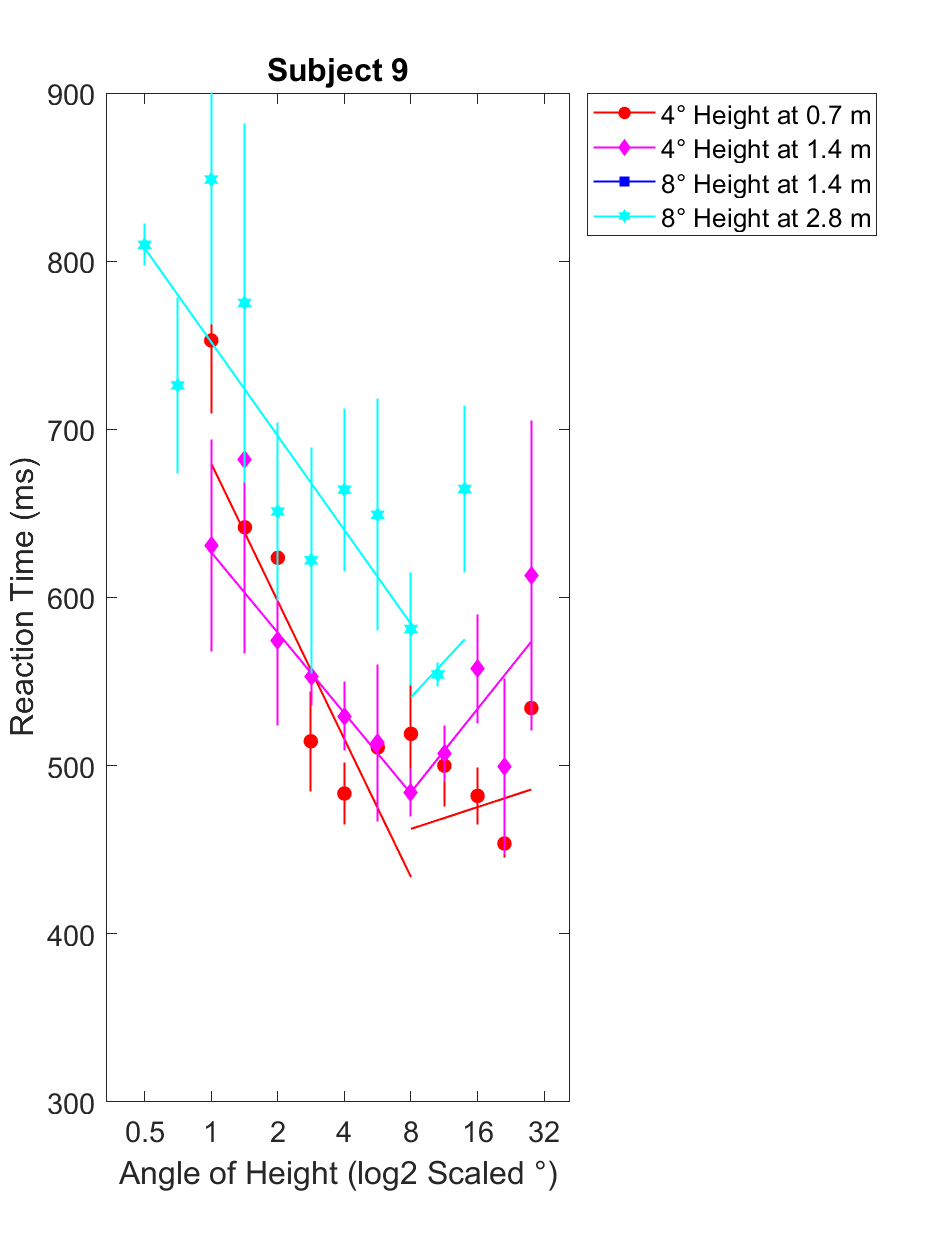 Subject 9
900
800
700
600
500
400
300
Reaction Time (ms)
0.5 1 2 4 8 16 32
Angle of Height (log2 Scaled °)
4° Height at 0.7 m
4° Height at 1.4 m
8° Height at 1.4 m
8° Height at 2.8 m